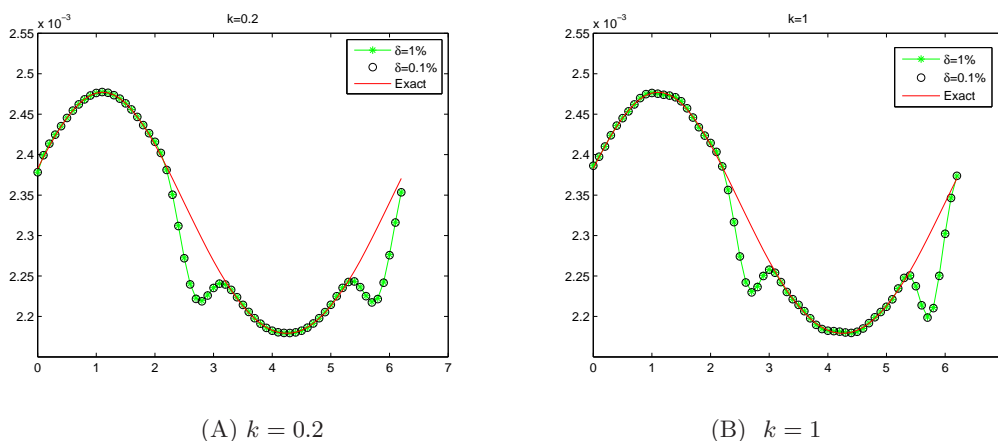 k=0.2
x 10⁻³
2.55
2.5
2.45
2.4
2.35
2.3
2.25
2.2
0 1 2 3 4 5 6 7
δ=1%
δ=0.1%
Exact
(A) k = 0.2
k=1
x 10⁻³
2.55
2.5
2.45
2.4
2.35
2.3
2.25
2.2
0 1 2 3 4 5 6
δ=1%
δ=0.1%
Exact
(B) k = 1